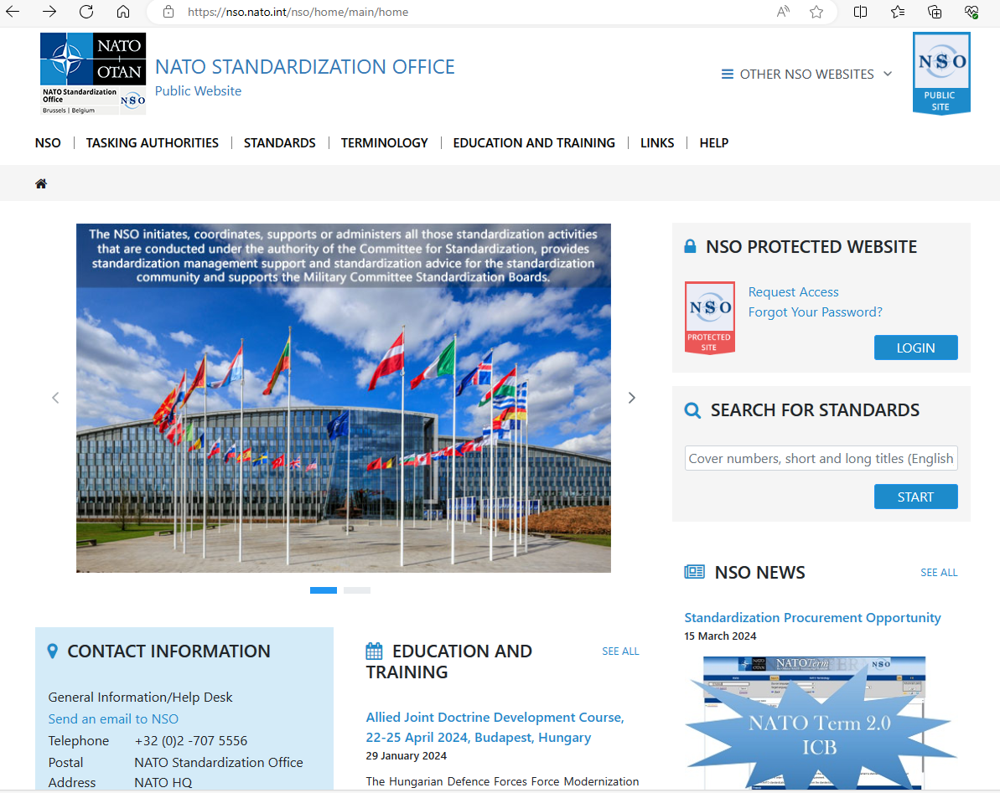 https://nso.nato.int/nso/home/main/home
NATO
OTAN
NATO Standardization
Office
NSO
Brussels | Belgium
NATO STANDARDIZATION OFFICE
Public Website
OTHER NSO WEBSITES
NSO
PUBLIC
SITE
NSO
TASKING AUTHORITIES
STANDARDS
TERMINOLOGY
EDUCATION AND TRAINING
LINKS
HELP
The NSO initiates, coordinates, supports or administers all those standardization activities
that are conducted under the authority of the Committee for Standardization, provides
standardization management support and standardization advice for the standardization
community and supports the Military Committee Standardization Boards.
NSO PROTECTED WEBSITE
NSO
PROTECTED
SITE
Request Access
Forgot Your Password?
LOGIN
SEARCH FOR STANDARDS
Cover numbers, short and long titles (English
START
NSO NEWS
SEE ALL
Standardization Procurement Opportunity
15 March 2024
NATO
OTAN
NATOTerm
NSO
NATO Term 2.0
ICB
CONTACT INFORMATION
General Information/Help Desk
Send an email to NSO
Telephone +32 (0)2 -707 5556
Postal NATO Standardization Office
Address NATO HQ
EDUCATION AND
TRAINING
SEE ALL
Allied Joint Doctrine Development Course,
22-25 April 2024, Budapest, Hungary
29 January 2024
The Hungarian Defence Forces Force Modernization